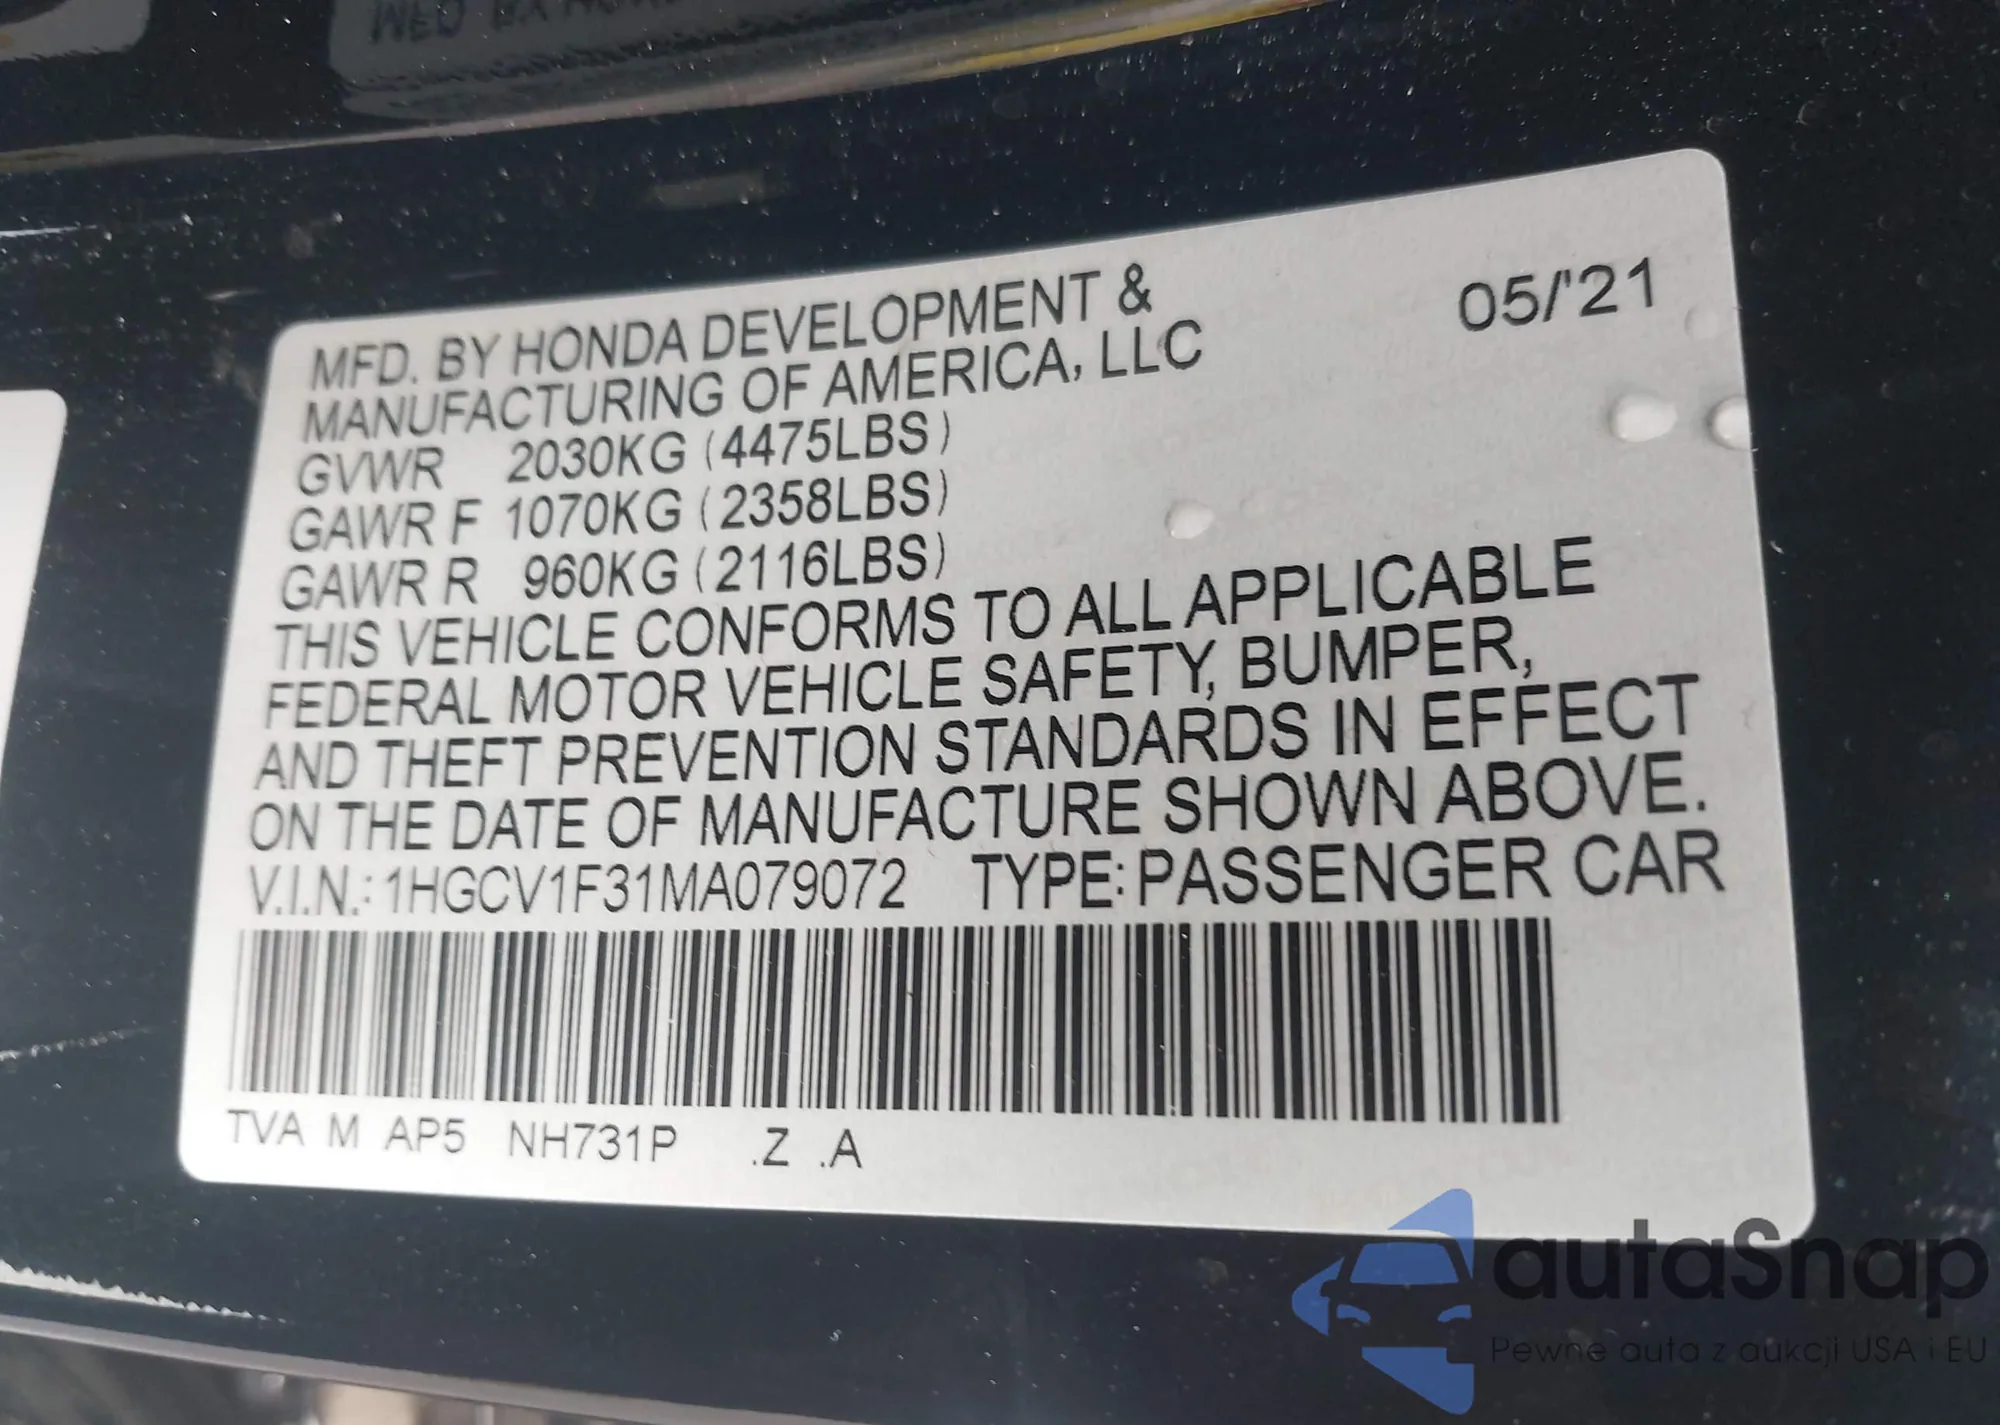 MFD. BY HONDA DEVELOPMENT &
MANUFACTURING OF AMERICA, LLC
05/'21
GVWR 2030KG (4475LBS)
GAWR F 1070KG (2358LBS)
GAWR R 960KG (2116LBS)
THIS VEHICLE CONFORMS TO ALL APPLICABLE
FEDERAL MOTOR VEHICLE SAFETY, BUMPER,
AND THEFT PREVENTION STANDARDS IN EFFECT
ON THE DATE OF MANUFACTURE SHOWN ABOVE.
V.I.N.: 1HGCV1F31MA079072 TYPE: PASSENGER CAR
TVA M AP5 NH731P .Z .A
autaSnap
Pewne auta z aukcji USA i EU